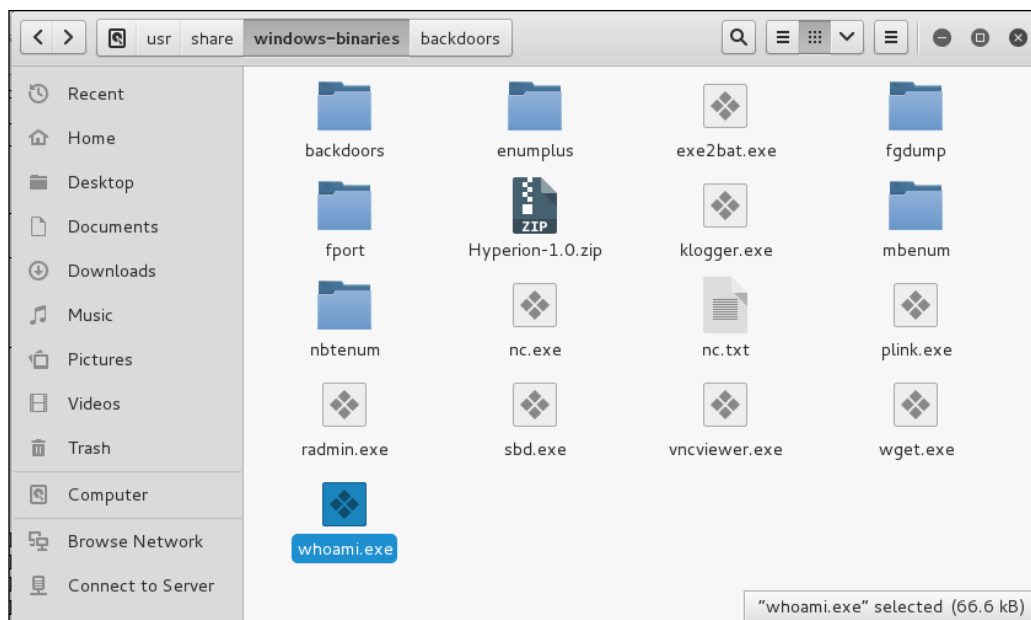 usr share windows-binaries backdoors
Recent
Home
Desktop
Documents
Downloads
Music
Pictures
Videos
Trash
Computer
Browse Network
Connect to Server
backdoors enumplus exe2bat.exe fgdump
ZIP
fport Hyperion-1.0.zip klogger.exe mbenum
nbtenum nc.exe nc.txt plink.exe
radmin.exe sbd.exe vncviewer.exe wget.exe
whoami.exe
"whoami.exe" selected (66.6 kB)